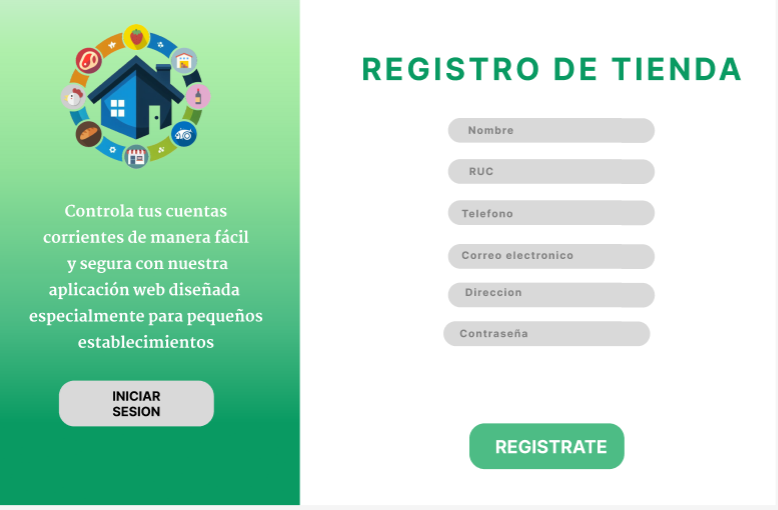 Controla tus cuentas
corrientes de manera fácil
y segura con nuestra
aplicación web diseñada
especialmente para pequeños
establecimientos
INICIAR
SESION
REGISTRO DE TIENDA
Nombre
RUC
Telefono
Correo electronico
Direccion
Contraseña
REGISTRATE